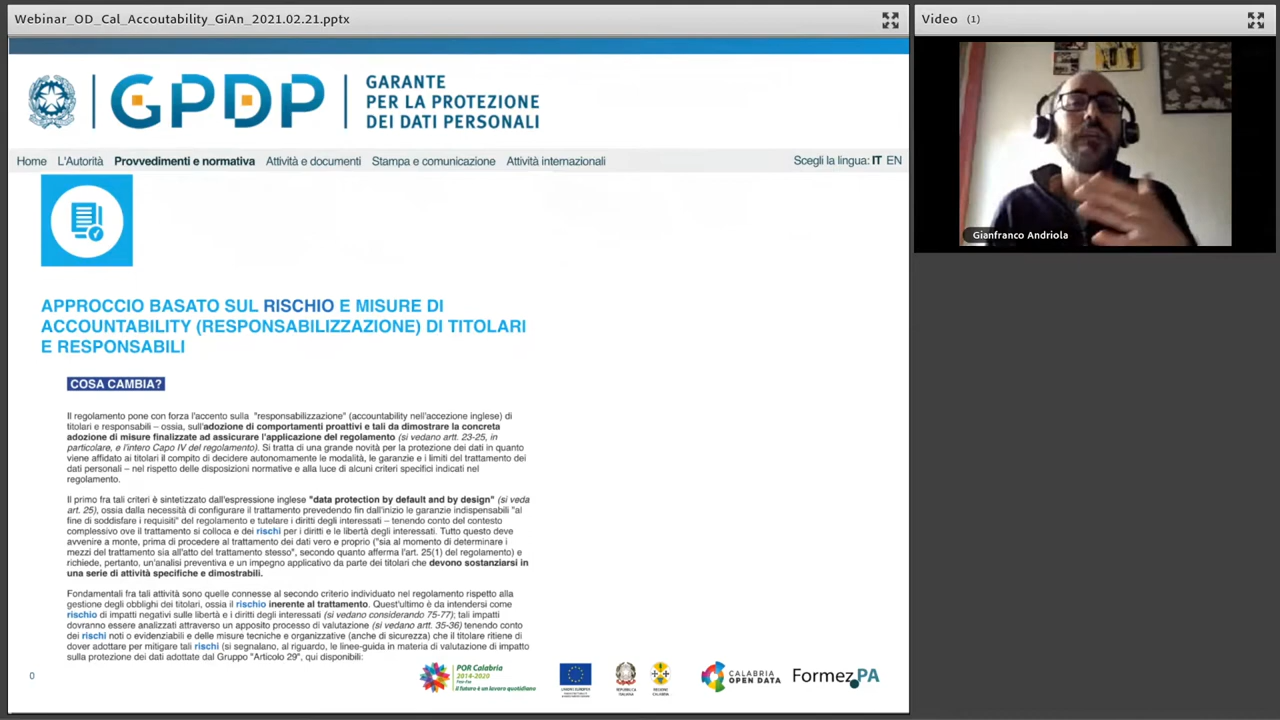 Webinar_OD_Cal_Accoutability_GiAn_2021.02.21.pptx
Video (1)
GPDP
GARANTE
PER LA PROTEZIONE
DEI DATI PERSONALI
Home L'Autorità Provvedimenti e normativa Attività e documenti Stampa e comunicazione Attività internazionali Scegli la lingua: IT EN
Gianfranco Andriola
APPROCCIO BASATO SUL RISCHIO E MISURE DI
ACCOUNTABILITY (RESPONSABILIZZAZIONE) DI TITOLARI
E RESPONSABILI
COSA CAMBIA?
Il regolamento pone con forza l'accento sulla "responsabilizzazione" (accountability nell'accezione inglese) di
titolari e responsabili – ossia, sull'adozione di comportamenti proattivi e tali da dimostrare la concreta
adozione di misure finalizzate ad assicurare l'applicazione del regolamento (si vedano artt. 23-25, in
particolare, e l'intero Capo IV del regolamento). Si tratta di una grande novità per la protezione dei dati in quanto
viene affidato ai titolari il compito di decidere autonomamente le modalità, le garanzie e i limiti del trattamento dei
dati personali – nel rispetto delle disposizioni normative e alla luce di alcuni criteri specifici indicati nel
regolamento.
Il primo fra tali criteri è sintetizzato dall'espressione inglese "data protection by default and by design" (si veda
art. 25), ossia dalla necessità di configurare il trattamento prevedendo fin dall'inizio le garanzie indispensabili "al
fine di soddisfare i requisiti" del regolamento e tutelare i diritti degli interessati – tenendo conto del contesto
complessivo ove il trattamento si colloca e dei rischi per i diritti e le libertà degli interessati. Tutto questo deve
avvenire a monte, prima di procedere al trattamento dei dati vero e proprio ("sia al momento di determinare i
mezzi del trattamento sia all'atto del trattamento stesso", secondo quanto afferma l'art. 25(1) del regolamento) e
richiede, pertanto, un'analisi preventiva e un impegno applicativo da parte dei titolari che devono sostanziarsi in
una serie di attività specifiche e dimostrabili.
Fondamentali fra tali attività sono quelle connesse al secondo criterio individuato nel regolamento rispetto alla
gestione degli obblighi dei titolari, ossia il rischio inerente al trattamento. Quest'ultimo è da intendersi come
rischio di impatti negativi sulle libertà e i diritti degli interessati (si vedano considerando 75-77); tali impatti
dovranno essere analizzati attraverso un apposito processo di valutazione (si vedano artt. 35-36) tenendo conto
dei rischi noti o evidenziabili e delle misure tecniche e organizzative (anche di sicurezza) che il titolare ritiene di
dover adottare per mitigare tali rischi (si segnalano, al riguardo, le linee-guida in materia di valutazione di impatto
sulla protezione dei dati adottate dal Gruppo "Articolo 29", qui disponibili:
0
POR Calabria
2014-2020
il futuro è un lavoro quotidiano
UNIONE EUROPEA
REPUBBLICA
ITALIANA
REGIONE
CALABRIA
CALABRIA
OPEN DATA
FormezPA